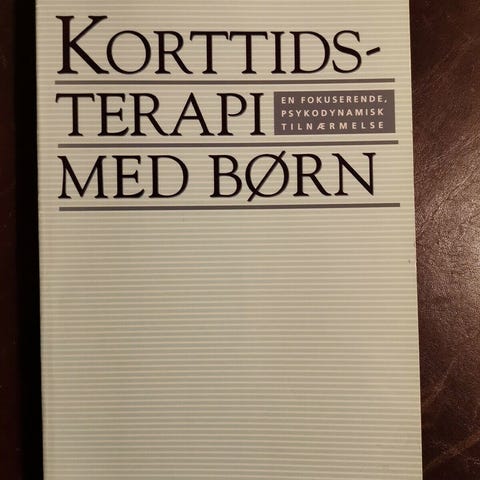 KORTTIDS-
TERAPI
EN FOKUSERENDE,
PSYKODYNAMISK
TILNÆRMELSE
MED BØRN